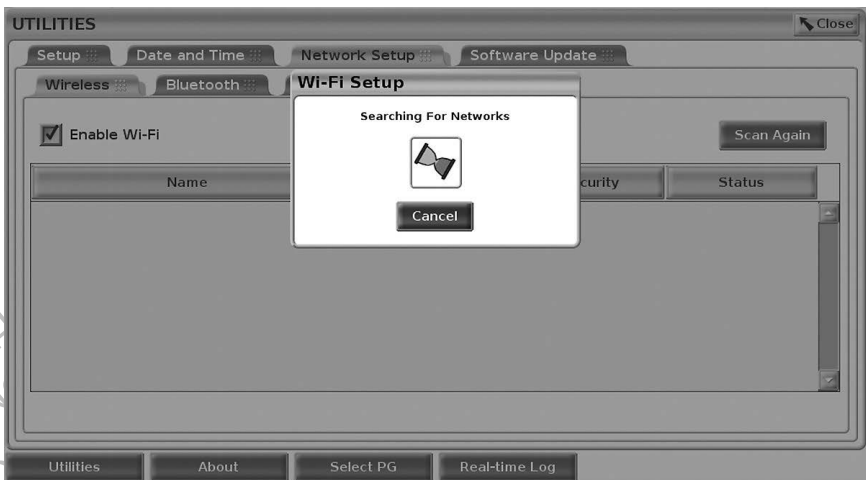 UTILITIES
Close
Setup
Date and Time
Network Setup
Software Update
Wireless
Bluetooth
Wi-Fi Setup
Searching For Networks
Cancel
Enable Wi-Fi
Scan Again
Name
curity
Status
Utilities
About
Select PG
Real-time Log